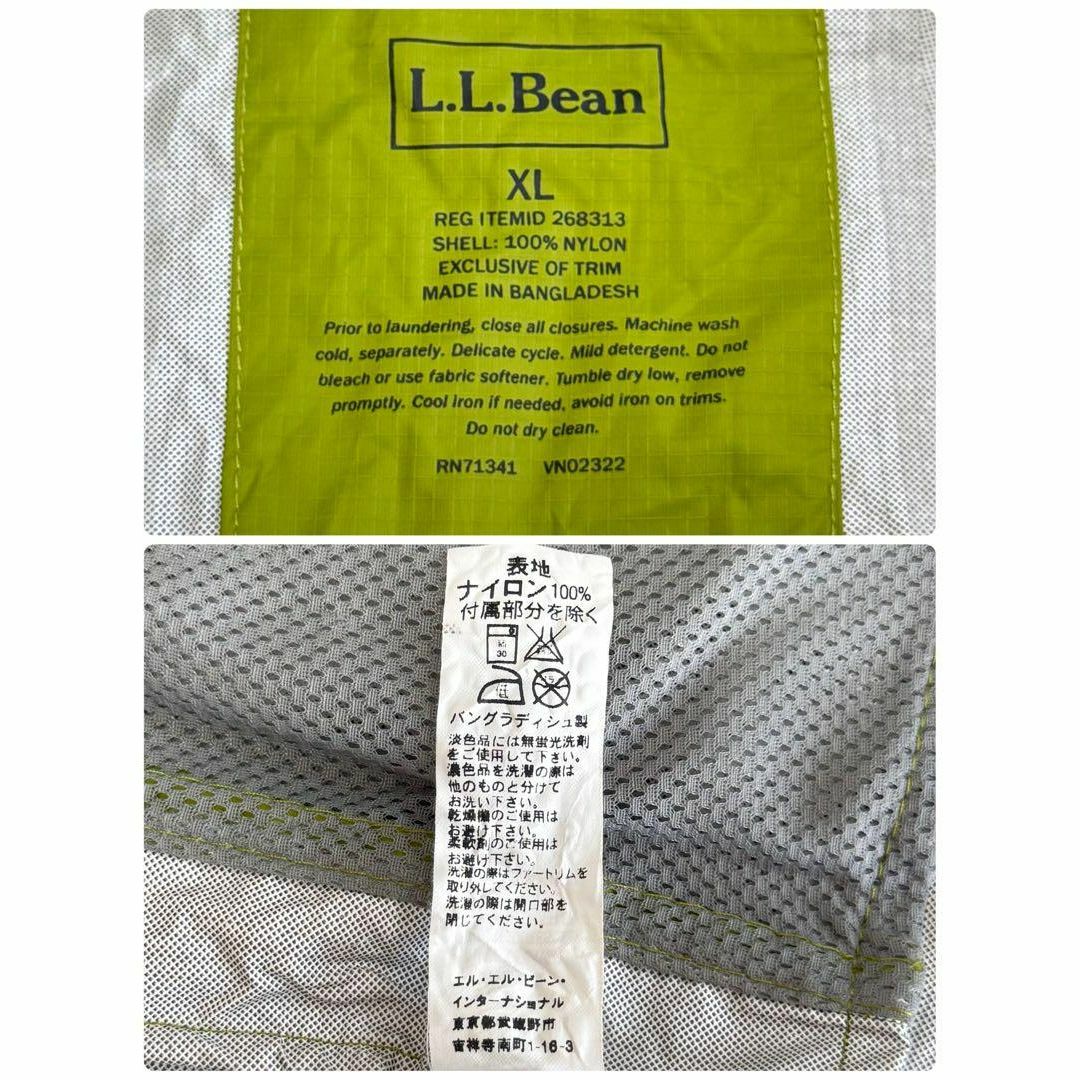 L.L.Bean
XL
REG ITEMID 268313
SHELL: 100% NYLON
EXCLUSIVE OF TRIM
MADE IN BANGLADESH
Prior to laundering, close all closures. Machine wash
cold, separately. Delicate cycle. Mild detergent. Do not
bleach or use fabric softener. Tumble dry low, remove
promptly. Cool iron if needed, avoid iron on trims.
Do not dry clean.
RN71341 VN02322
表地
ナイロン100%
付属部分を除く
30
低
バングラディシュ製
淡色品には無蛍光洗剤
をご使用して下さい。
濃色品を洗濯の際は
他のものと分けて
お洗い下さい。
乾燥機のご使用は
お避け下さい。
柔軟剤のご使用は
お避け下さい。
洗濯の際はファートリムを
取り外してください。
洗濯の際は開口部を
閉じてください。
エル・エル・ビーン・
インターナショナル
東京都武蔵野市
吉祥寺南町1-16-3